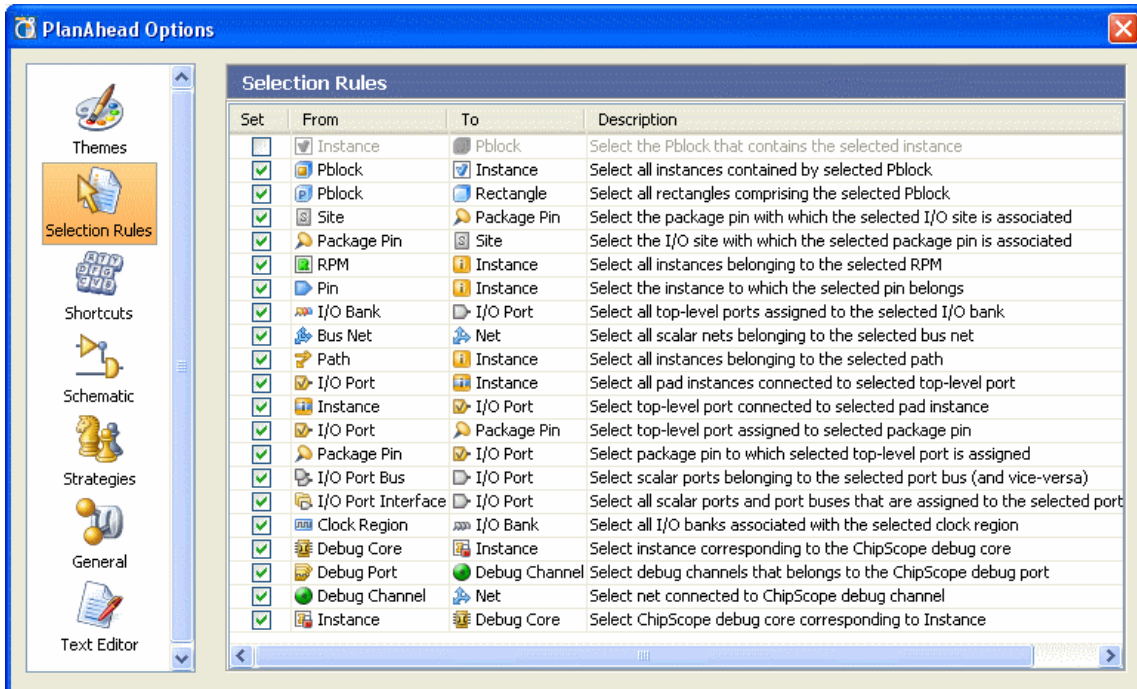 PlanAhead Options
Themes
Selection Rules
Shortcuts
Schematic
Strategies
General
Text Editor
Selection Rules
Set From To Description
Instance Pblock Select the Pblock that contains the selected instance
Pblock Instance Select all instances contained by selected Pblock
Pblock Rectangle Select all rectangles comprising the selected Pblock
Site Package Pin Select the package pin with which the selected I/O site is associated
Package Pin Site Select the I/O site with which the selected package pin is associated
RPM Instance Select all instances belonging to the selected RPM
Pin Instance Select the instance to which the selected pin belongs
I/O Bank I/O Port Select all top-level ports assigned to the selected I/O bank
Bus Net Net Select all scalar nets belonging to the selected bus net
Path Instance Select all instances belonging to the selected path
I/O Port Instance Select all pad instances connected to selected top-level port
Instance I/O Port Select top-level port connected to selected pad instance
I/O Port Package Pin Select top-level port assigned to selected package pin
Package Pin I/O Port Select package pin to which selected top-level port is assigned
I/O Port Bus I/O Port Select scalar ports belonging to the selected port bus (and vice-versa)
I/O Port Interface I/O Port Select all scalar ports and port buses that are assigned to the selected port
Clock Region I/O Bank Select all I/O banks associated with the selected clock region
Debug Core Instance Select instance corresponding to the ChipScope debug core
Debug Port Debug Channel Select debug channels that belongs to the ChipScope debug port
Debug Channel Net Select net connected to ChipScope debug channel
Instance Debug Core Select ChipScope debug core corresponding to Instance